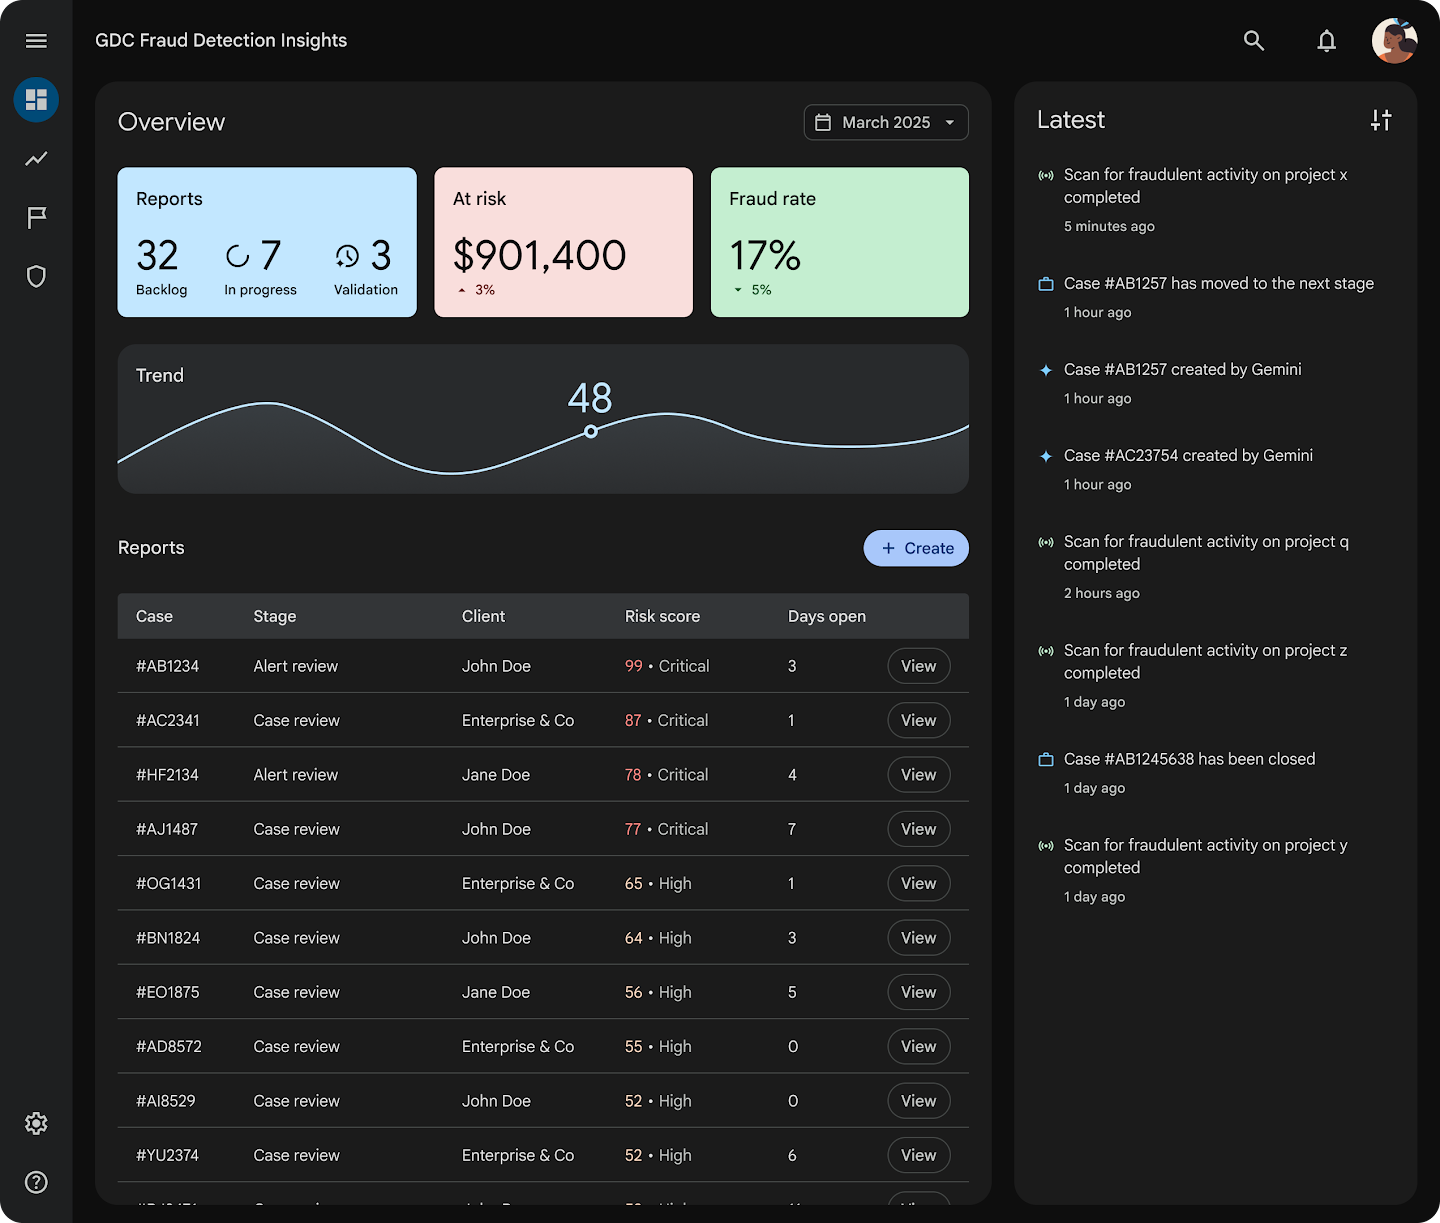 GDC Fraud Detection Insights
Overview
March 2025
Reports
32
7
3
Backlog
In progress
Validation
At risk
$901,400
3%
Fraud rate
17%
5%
Trend
48
Reports
+ Create
Case Stage Client Risk score Days open
#AB1234 Alert review John Doe 99 • Critical 3 View
#AC2341 Case review Enterprise & Co 87 • Critical 1 View
#HF2134 Alert review Jane Doe 78 • Critical 4 View
#AJ1487 Case review John Doe 77 • Critical 7 View
#OG1431 Case review Enterprise & Co 65 • High 1 View
#BN1824 Case review John Doe 64 • High 3 View
#EO1875 Case review Jane Doe 56 • High 5 View
#AD8572 Case review Enterprise & Co 55 • High 0 View
#AI8529 Case review John Doe 52 • High 0 View
#YU2374 Case review Enterprise & Co 52 • High 6 View
Latest
Scan for fraudulent activity on project x
completed
5 minutes ago
Case #AB1257 has moved to the next stage
1 hour ago
Case #AB1257 created by Gemini
1 hour ago
Case #AC23754 created by Gemini
1 hour ago
Scan for fraudulent activity on project q
completed
2 hours ago
Scan for fraudulent activity on project z
completed
1 day ago
Case #AB1245638 has been closed
1 day ago
Scan for fraudulent activity on project y
completed
1 day ago